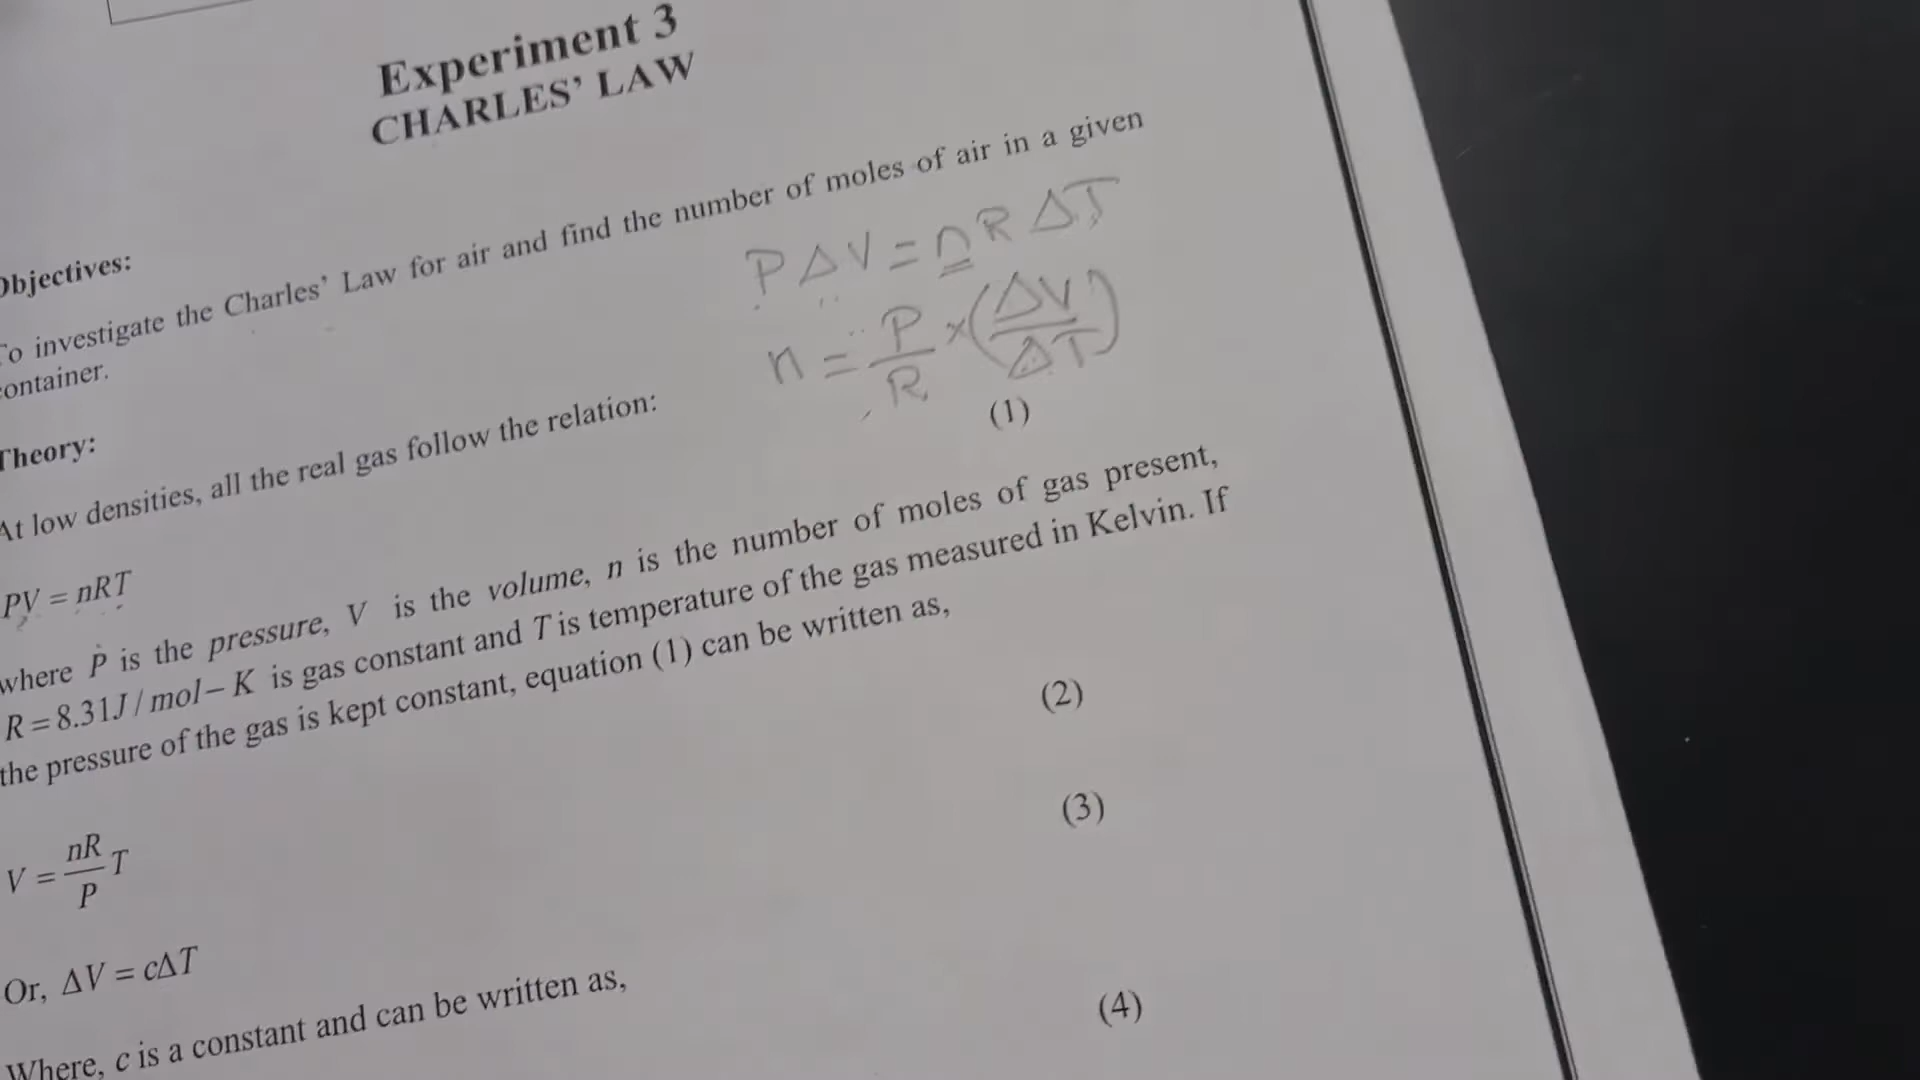 Experiment 3
CHARLES' LAW
Objectives:
To investigate the Charles' Law for air and find the number of moles of air in a given
container.
P Δ V = n R Δ T
n = P/R × (ΔV/ΔT)
Theory:
At low densities, all the real gas follow the relation:
PV = nRT (1)
where P is the pressure, V is the volume, n is the number of moles of gas present,
R = 8.31J / mol – K is gas constant and T is temperature of the gas measured in Kelvin. If
the pressure of the gas is kept constant, equation (1) can be written as,
V = nR/P T (2)
Or, ΔV = cΔT (3)
Where, c is a constant and can be written as,
(4)